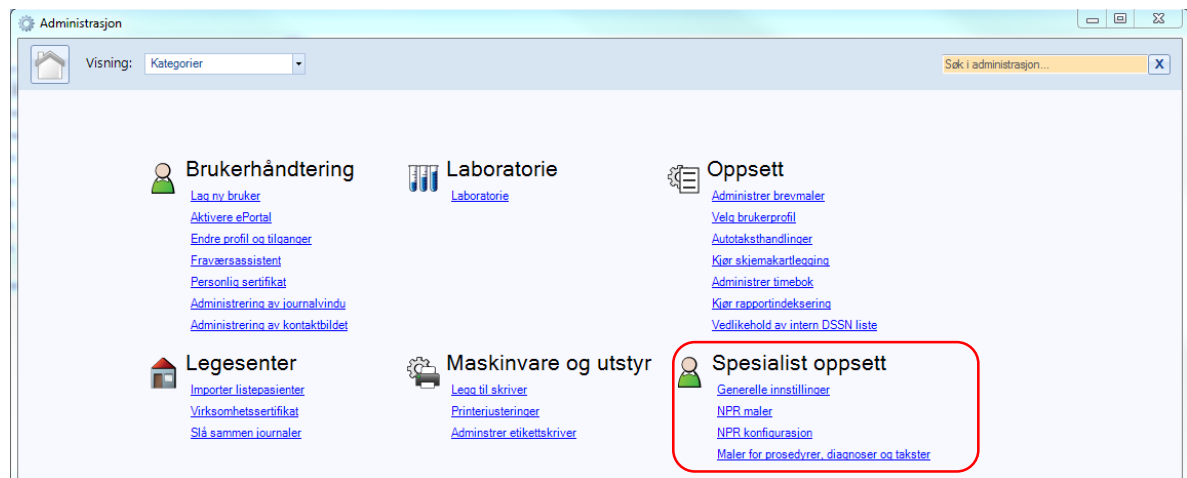 Administrasjon
Visning: Kategorier
Søk i administrasjon...
X
Brukerhåndtering
Lag ny bruker
Aktivere ePortal
Endre profil og tilganger
Fraværsassistent
Personlig sertifikat
Administrering av journalvindu
Administrering av kontaktbildet
Laboratorie
Laboratorie
Oppsett
Administrer brevmaler
Velg brukerprofil
Autotaksthandlinger
Kjør skjemakartlegging
Administrer timebok
Kjør rapportindeksering
Vedlikehold av intern DSSN liste
Legesenter
Importer listepasienter
Virksomhetssertifikat
Slå sammen journaler
Maskinvare og utstyr
Legg til skriver
Printerjusteringer
Adminstrer etikettskriver
Spesialist oppsett
Generelle innstillinger
NPR maler
NPR konfigurasjon
Maler for prosedyrer, diagnoser og takster